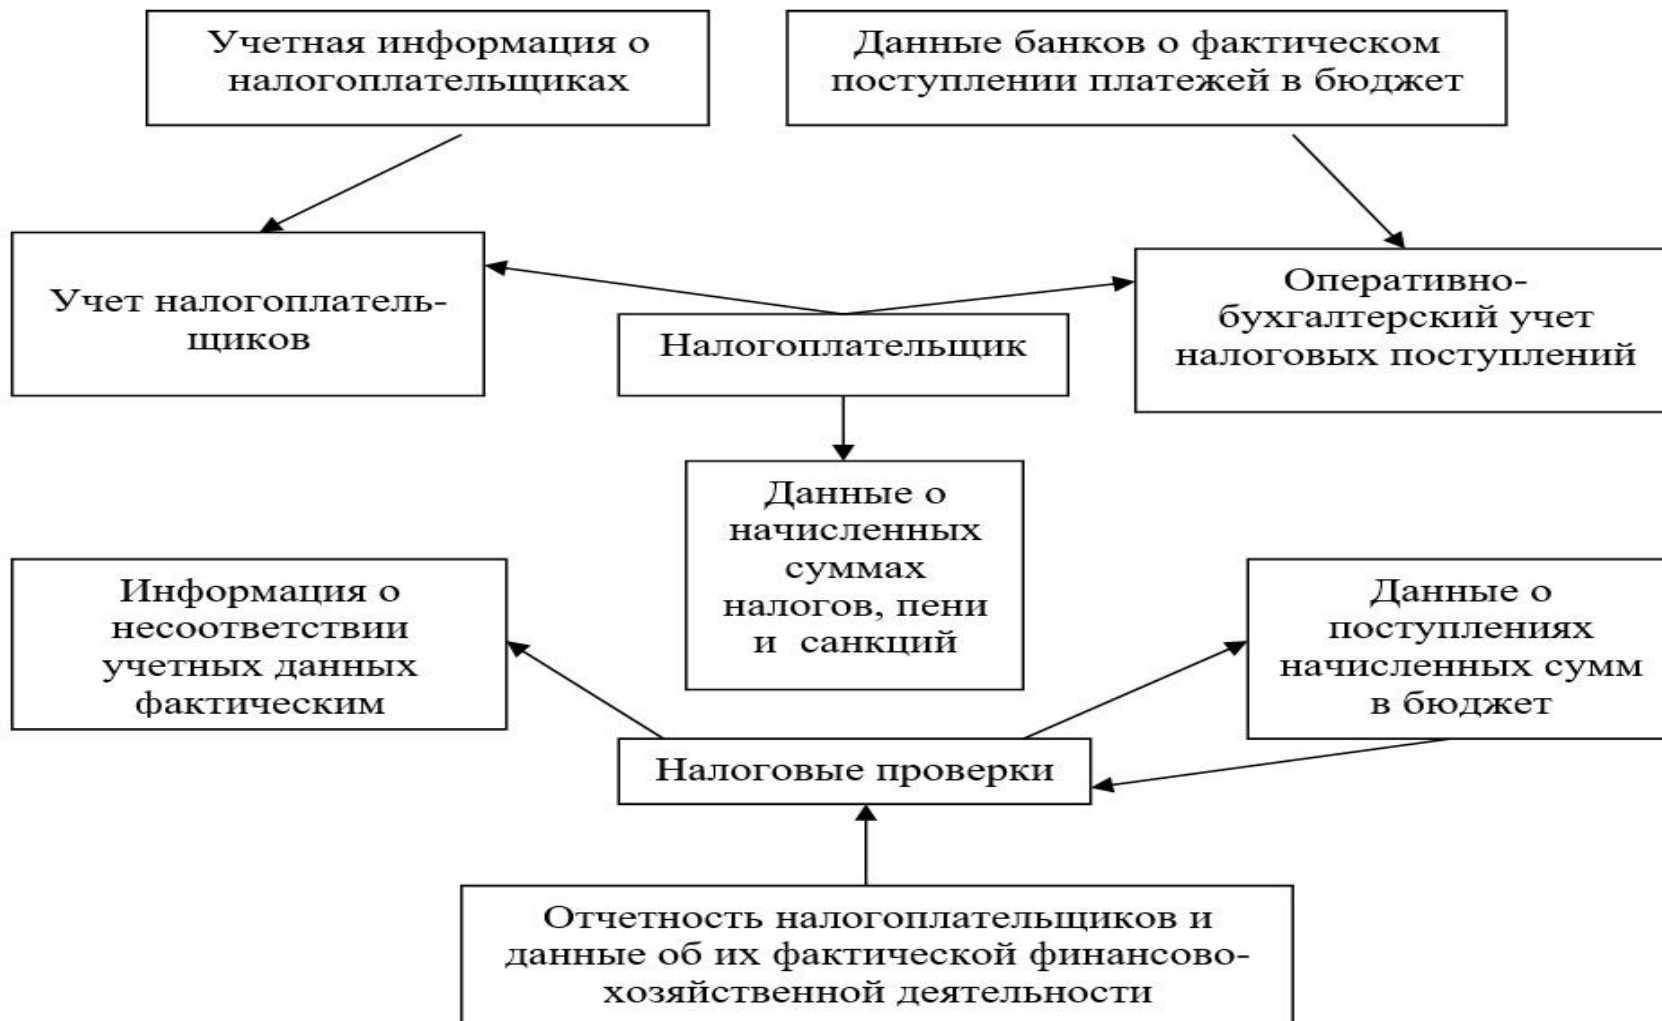 Учетная информация о
налогоплательщиках
Данные банков о фактическом
поступлении платежей в бюджет
Учет налогоплатель-
щиков
Налогоплательщик
Оперативно-
бухгалтерский учет
налоговых поступлений
Данные о
начисленных
суммах
налогов, пени
и санкций
Информация о
несоответствии
учетных данных
фактическим
Данные о
поступлениях
начисленных сумм
в бюджет
Налоговые проверки
Отчетность налогоплательщиков и
данные об их фактической финансово-
хозяйственной деятельности